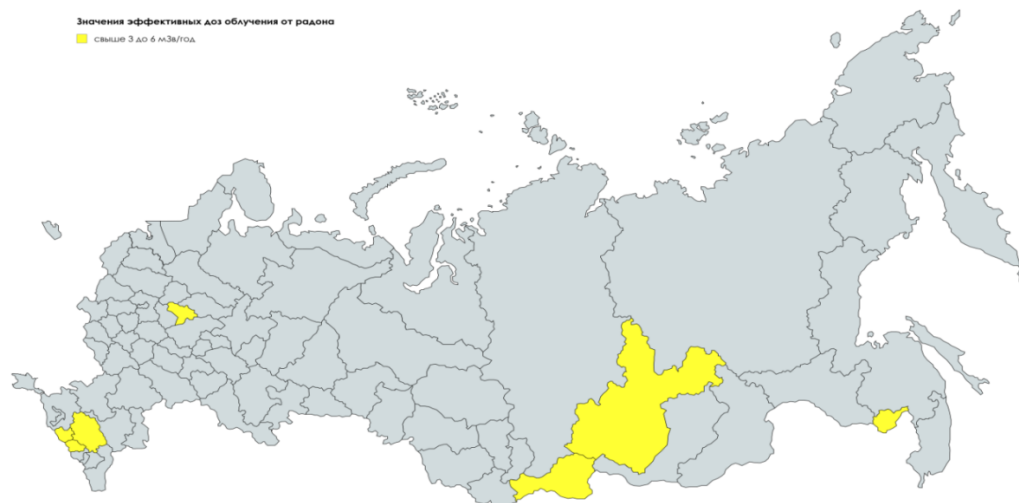 Значения эффективных доз облучения от радона
свыше 3 до 6 мЗв/год